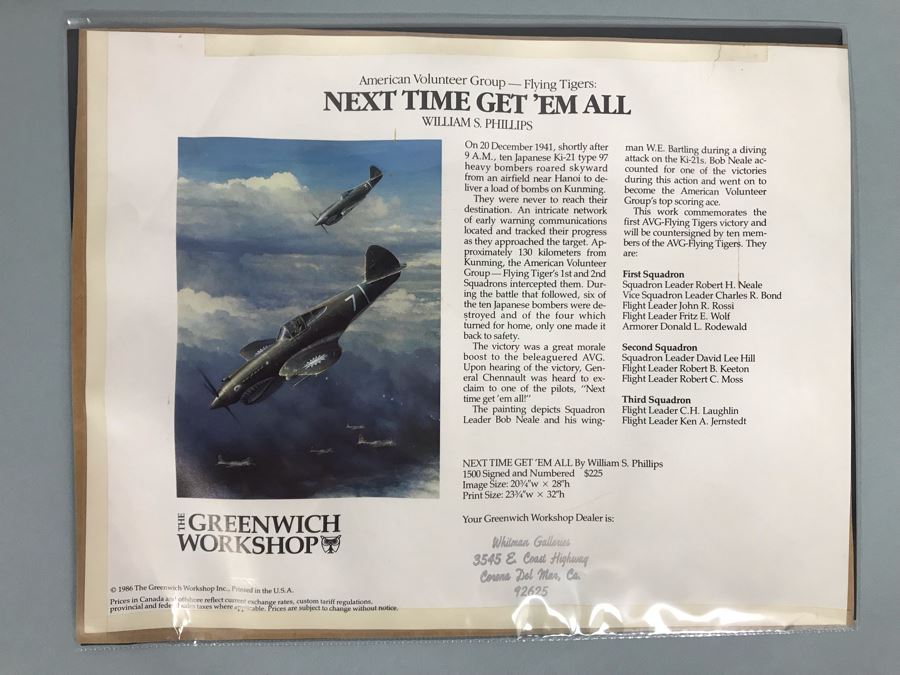 American Volunteer Group — Flying Tigers:
NEXT TIME GET 'EM ALL
WILLIAM S. PHILLIPS
7
On 20 December 1941, shortly after
9 A.M., ten Japanese Ki-21 type 97
heavy bombers roared skyward
from an airfield near Hanoi to de-
liver a load of bombs on Kunming.
They were never to reach their
destination. An intricate network
of early warning communications
located and tracked their progress
as they approached the target. Ap-
proximately 130 kilometers from
Kunming, the American Volunteer
Group — Flying Tiger's 1st and 2nd
Squadrons intercepted them. Dur-
ing the battle that followed, six of
the ten Japanese bombers were de-
stroyed and of the four which
turned for home, only one made it
back to safety.
The victory was a great morale
boost to the beleaguered AVG.
Upon hearing of the victory, Gen-
eral Chennault was heard to ex-
claim to one of the pilots, "Next
time get 'em all!"
The painting depicts Squadron
Leader Bob Neale and his wing-
man W.E. Bartling during a diving
attack on the Ki-21s. Bob Neale ac-
counted for one of the victories
during this action and went on to
become the American Volunteer
Group's top scoring ace.
This work commemorates the
first AVG-Flying Tigers victory and
will be countersigned by ten mem-
bers of the AVG-Flying Tigers. They
are:
First Squadron
Squadron Leader Robert H. Neale
Vice Squadron Leader Charles R. Bond
Flight Leader John R. Rossi
Flight Leader Fritz E. Wolf
Armorer Donald L. Rodewald
Second Squadron
Squadron Leader David Lee Hill
Flight Leader Robert B. Keeton
Flight Leader Robert C. Moss
Third Squadron
Flight Leader C.H. Laughlin
Flight Leader Ken A. Jernstedt
NEXT TIME GET 'EM ALL By William S. Phillips
1500 Signed and Numbered $225
Image Size: 20¾"w × 28"h
Print Size: 23¾"w × 32"h
Your Greenwich Workshop Dealer is:
Whitman Galleries
3545 E. Coast Highway
Corona Del Mar, Ca.
92625
THE GREENWICH
WORKSHOP
© 1986 The Greenwich Workshop Inc., Printed in the U.S.A.
Prices in Canada and offshore reflect current exchange rates, custom tariff regulations,
provincial and federal sales taxes where applicable. Prices are subject to change without notice.